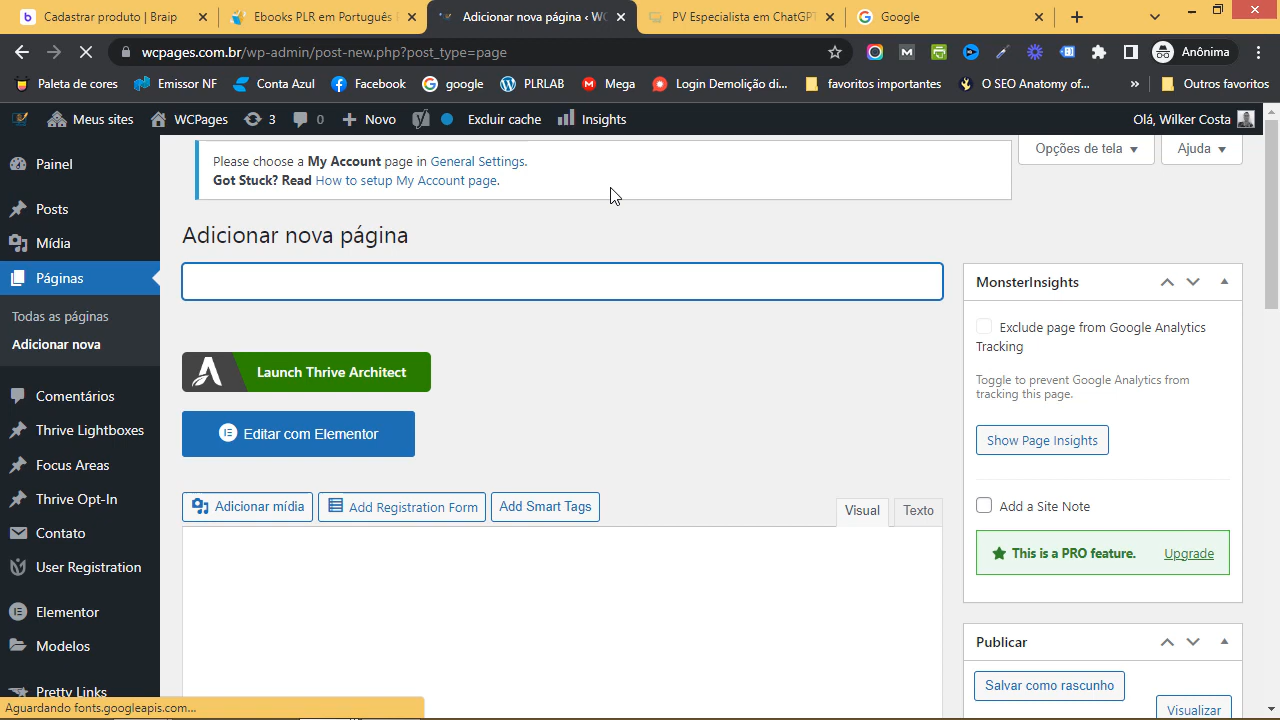 Cadastrar produto | Braip
Ebooks PLR em Português
Adicionar nova página ‹ WC
PV Especialista em ChatGPT
Google
wcpages.com.br/wp-admin/post-new.php?post_type=page
Anônima
Paleta de cores
Emissor NF
Conta Azul
Facebook
google
PLRLAB
Mega
Login Demolição di...
favoritos importantes
O SEO Anatomy of...
»
Outros favoritos
Meus sites
WCPages
3
0
Novo
Excluir cache
Insights
Olá, Wilker Costa
Painel
Posts
Mídia
Páginas
Todas as páginas
Adicionar nova
Comentários
Thrive Lightboxes
Focus Areas
Thrive Opt-In
Contato
User Registration
Elementor
Modelos
Pretty Links
Please choose a My Account page in General Settings.
Got Stuck? Read How to setup My Account page.
Opções de tela
Ajuda
Adicionar nova página
Launch Thrive Architect
Editar com Elementor
Adicionar mídia
Add Registration Form
Add Smart Tags
Visual
Texto
MonsterInsights
Exclude page from Google Analytics
Tracking
Toggle to prevent Google Analytics from
tracking this page.
Show Page Insights
Add a Site Note
This is a PRO feature.
Upgrade
Publicar
Salvar como rascunho
Visualizar
Aguardando fonts.googleapis.com...